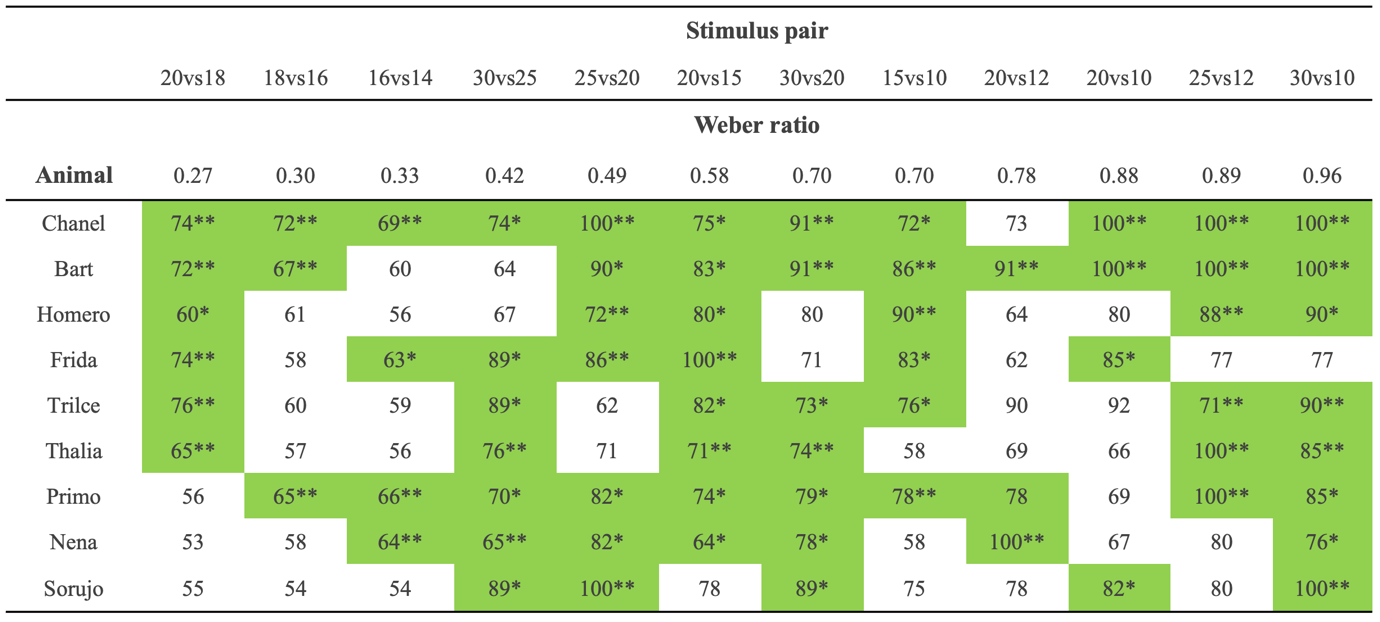 Stimulus pair
20vs18 18vs16 16vs14 30vs25 25vs20 20vs15 30vs20 15vs10 20vs12 20vs10 25vs12 30vs10
Weber ratio
Animal 0.27 0.30 0.33 0.42 0.49 0.58 0.70 0.70 0.78 0.88 0.89 0.96
Chanel 74** 72** 69** 74* 100** 75* 91** 72* 73 100** 100** 100**
Bart 72** 67** 60 64 90* 83* 91** 86** 91** 100** 100** 100**
Homero 60* 61 56 67 72** 80* 80 90** 64 80 88** 90*
Frida 74** 58 63* 89* 86** 100** 71 83* 62 85* 77 77
Trilce 76** 60 59 89* 62 82* 73* 76* 90 92 71** 90**
Thalia 65** 57 56 76** 71 71** 74** 58 69 66 100** 85**
Primo 56 65** 66** 70* 82* 74* 79* 78** 78 69 100** 85*
Nena 53 58 64** 65** 82* 64* 78* 58 100** 67 80 76*
Sorujo 55 54 54 89* 100** 78 89* 75 78 82* 80 100**